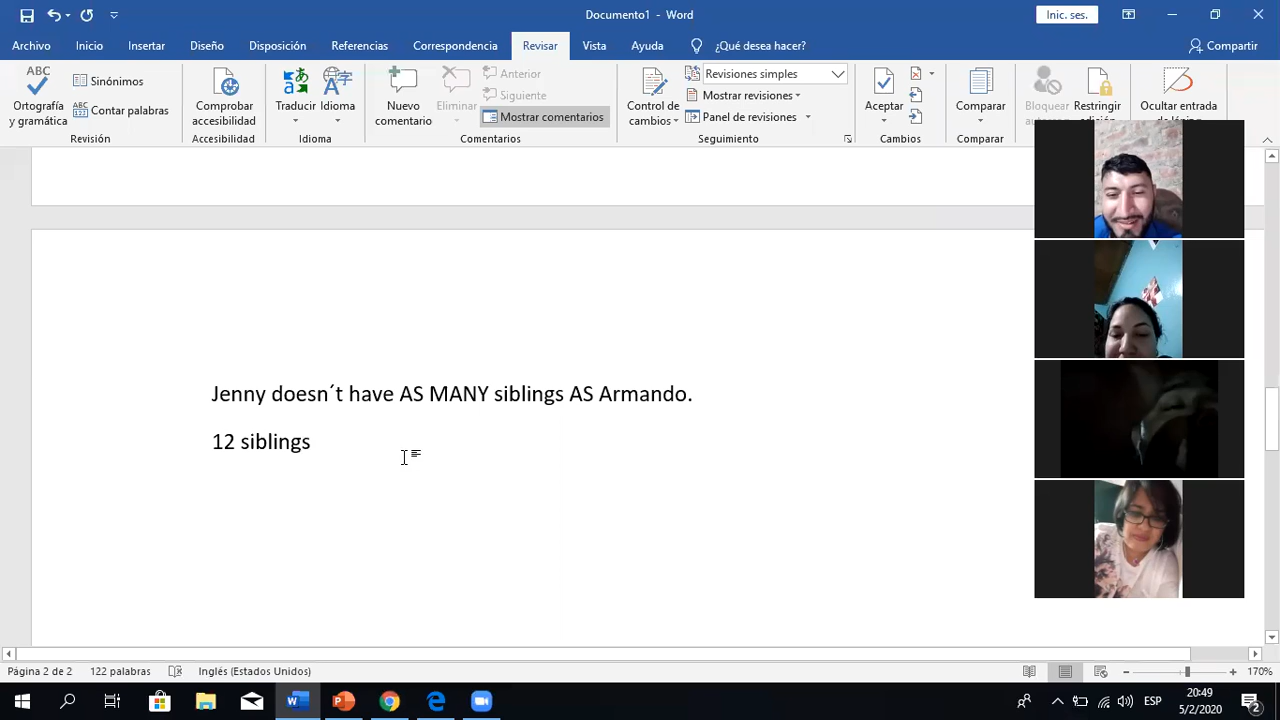 Documento1 - Word
Inic. ses.
Archivo Inicio Insertar Diseño Disposición Referencias Correspondencia Revisar Vista Ayuda ¿Qué desea hacer? Compartir
ABC
Ortografía
y gramática
Sinónimos
Contar palabras
Revisión
Comprobar
accesibilidad
Accesibilidad
Traducir
Idioma
Idioma
Nuevo
comentario
Eliminar
Anterior
Siguiente
Mostrar comentarios
Comentarios
Control de
cambios
Revisiones simples
Mostrar revisiones
Panel de revisiones
Seguimiento
Aceptar
Cambios
Comparar
Comparar
Bloquear
Restringir
Ocultar entrada
Jenny doesn´t have AS MANY siblings AS Armando.
12 siblings
Página 2 de 2 122 palabras Inglés (Estados Unidos) 170%
ESP
20:49
5/2/2020
2